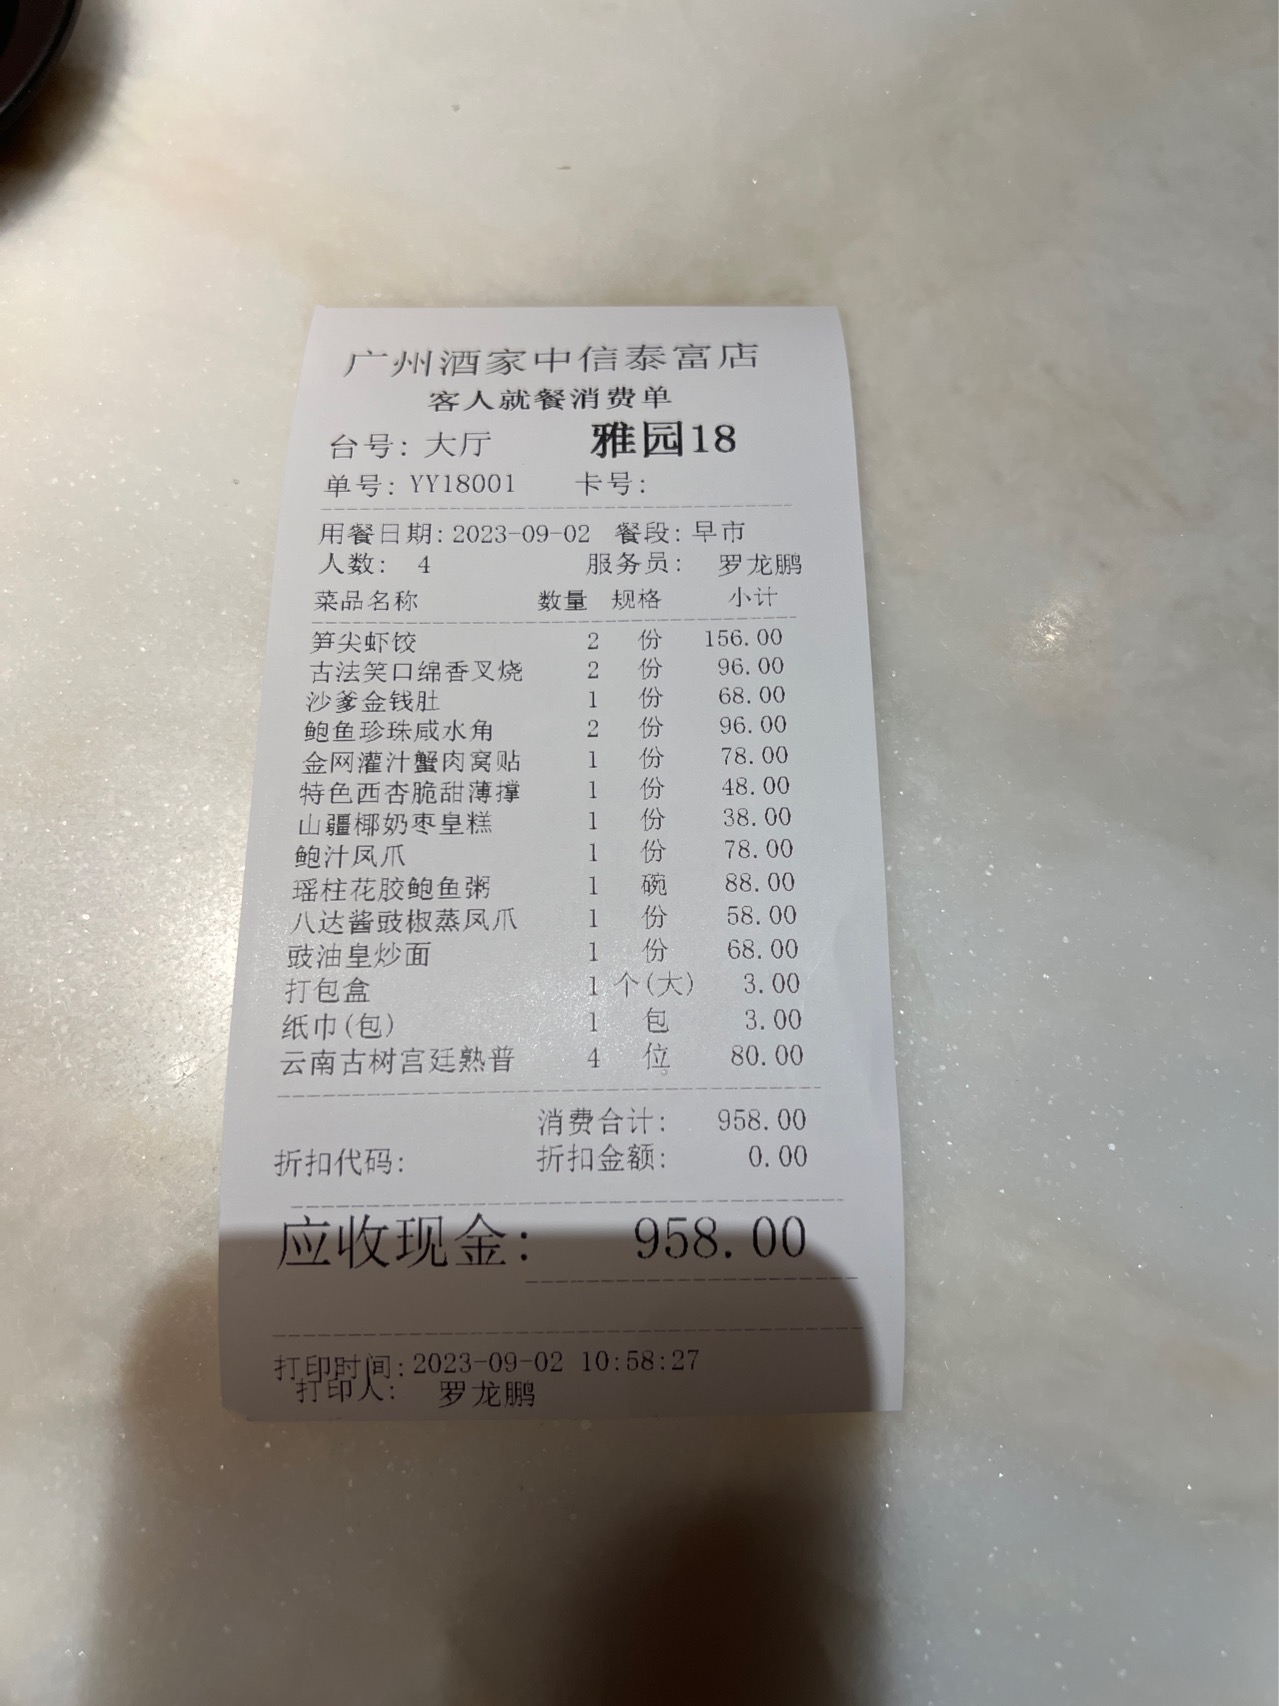 广州酒家中信泰富店
客人就餐消费单
台号: 大厅 雅园18
单号: YY18001 卡号:
用餐日期: 2023-09-02 餐段: 早市
人数: 4 服务员: 罗龙鹏
菜品名称 数量 规格 小计
笋尖虾饺 2 份 156.00
古法笑口绵香叉烧 2 份 96.00
沙爹金钱肚 1 份 68.00
鲍鱼珍珠咸水角 2 份 96.00
金网灌汁蟹肉窝贴 1 份 78.00
特色西杏脆甜薄撑 1 份 48.00
山疆椰奶枣皇糕 1 份 38.00
鲍汁凤爪 1 份 78.00
瑶柱花胶鲍鱼粥 1 碗 88.00
八达酱豉椒蒸凤爪 1 份 58.00
豉油皇炒面 1 份 68.00
打包盒 1 个(大) 3.00
纸巾(包) 1 包 3.00
云南古树宫廷熟普 4 位 80.00
消费合计: 958.00
折扣代码: 折扣金额: 0.00
应收现金: 958.00
打印时间: 2023-09-02 10:58:27
打印人: 罗龙鹏